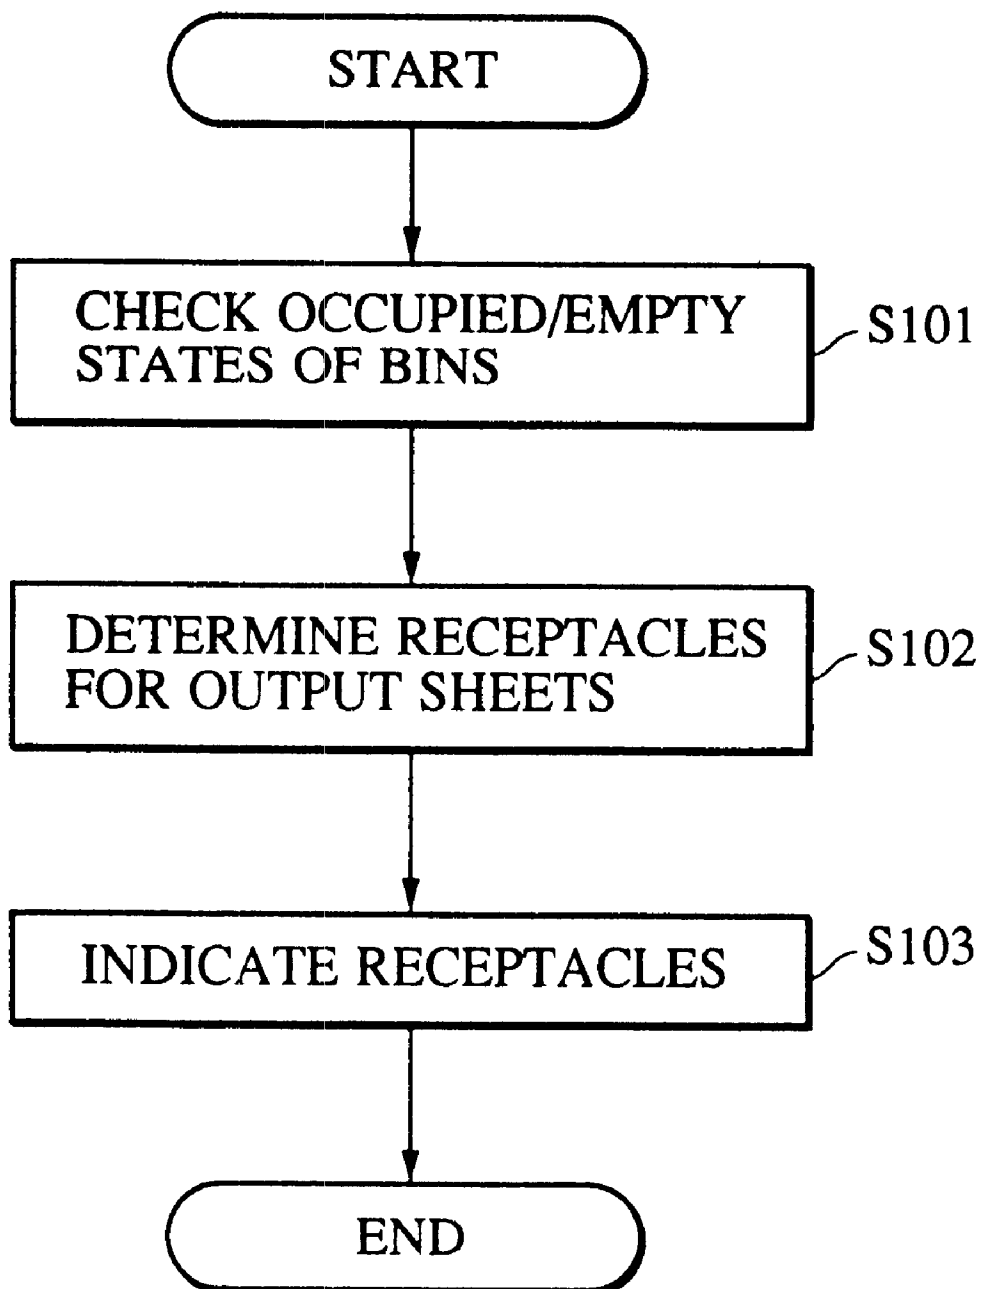 START
CHECK OCCUPIED/EMPTY
STATES OF BINS
S101
DETERMINE RECEPTACLES
FOR OUTPUT SHEETS
S102
INDICATE RECEPTACLES
S103
END